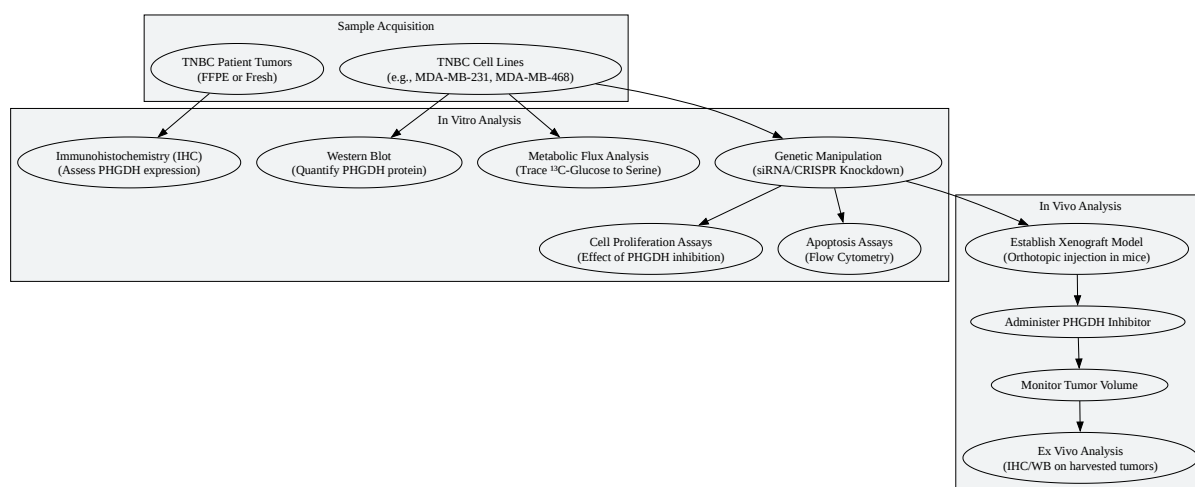 Sample Acquisition
TNBC Patient Tumors
(FFPE or Fresh)
TNBC Cell Lines
(e.g., MDA-MB-231, MDA-MB-468)
In Vitro Analysis
Immunohistochemistry (IHC)
(Assess PHGDH expression)
Western Blot
(Quantify PHGDH protein)
Metabolic Flux Analysis
(Trace ¹³C-Glucose to Serine)
Genetic Manipulation
(siRNA/CRISPR Knockdown)
Cell Proliferation Assays
(Effect of PHGDH inhibition)
Apoptosis Assays
(Flow Cytometry)
In Vivo Analysis
Establish Xenograft Model
(Orthotopic injection in mice)
Administer PHGDH Inhibitor
Monitor Tumor Volume
Ex Vivo Analysis
(IHC/WB on harvested tumors)